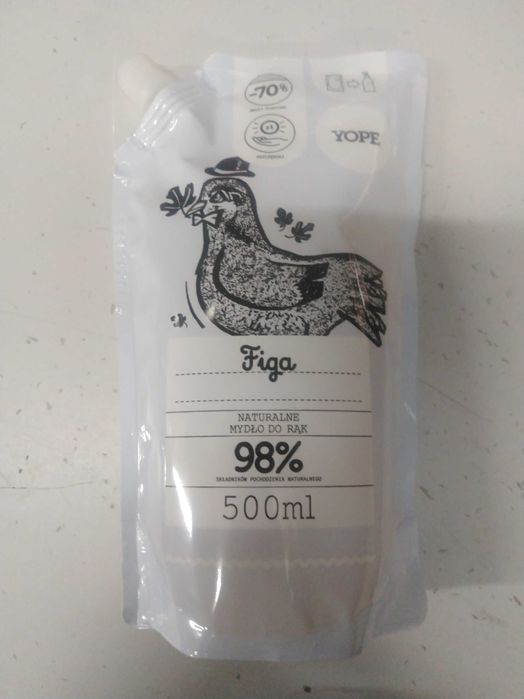 -70%
YOPE
Figa
NATURALNE
MYDŁO DO RĄK
98%
SKŁADNIKÓW POCHODZENIA NATURALNEGO
500ml